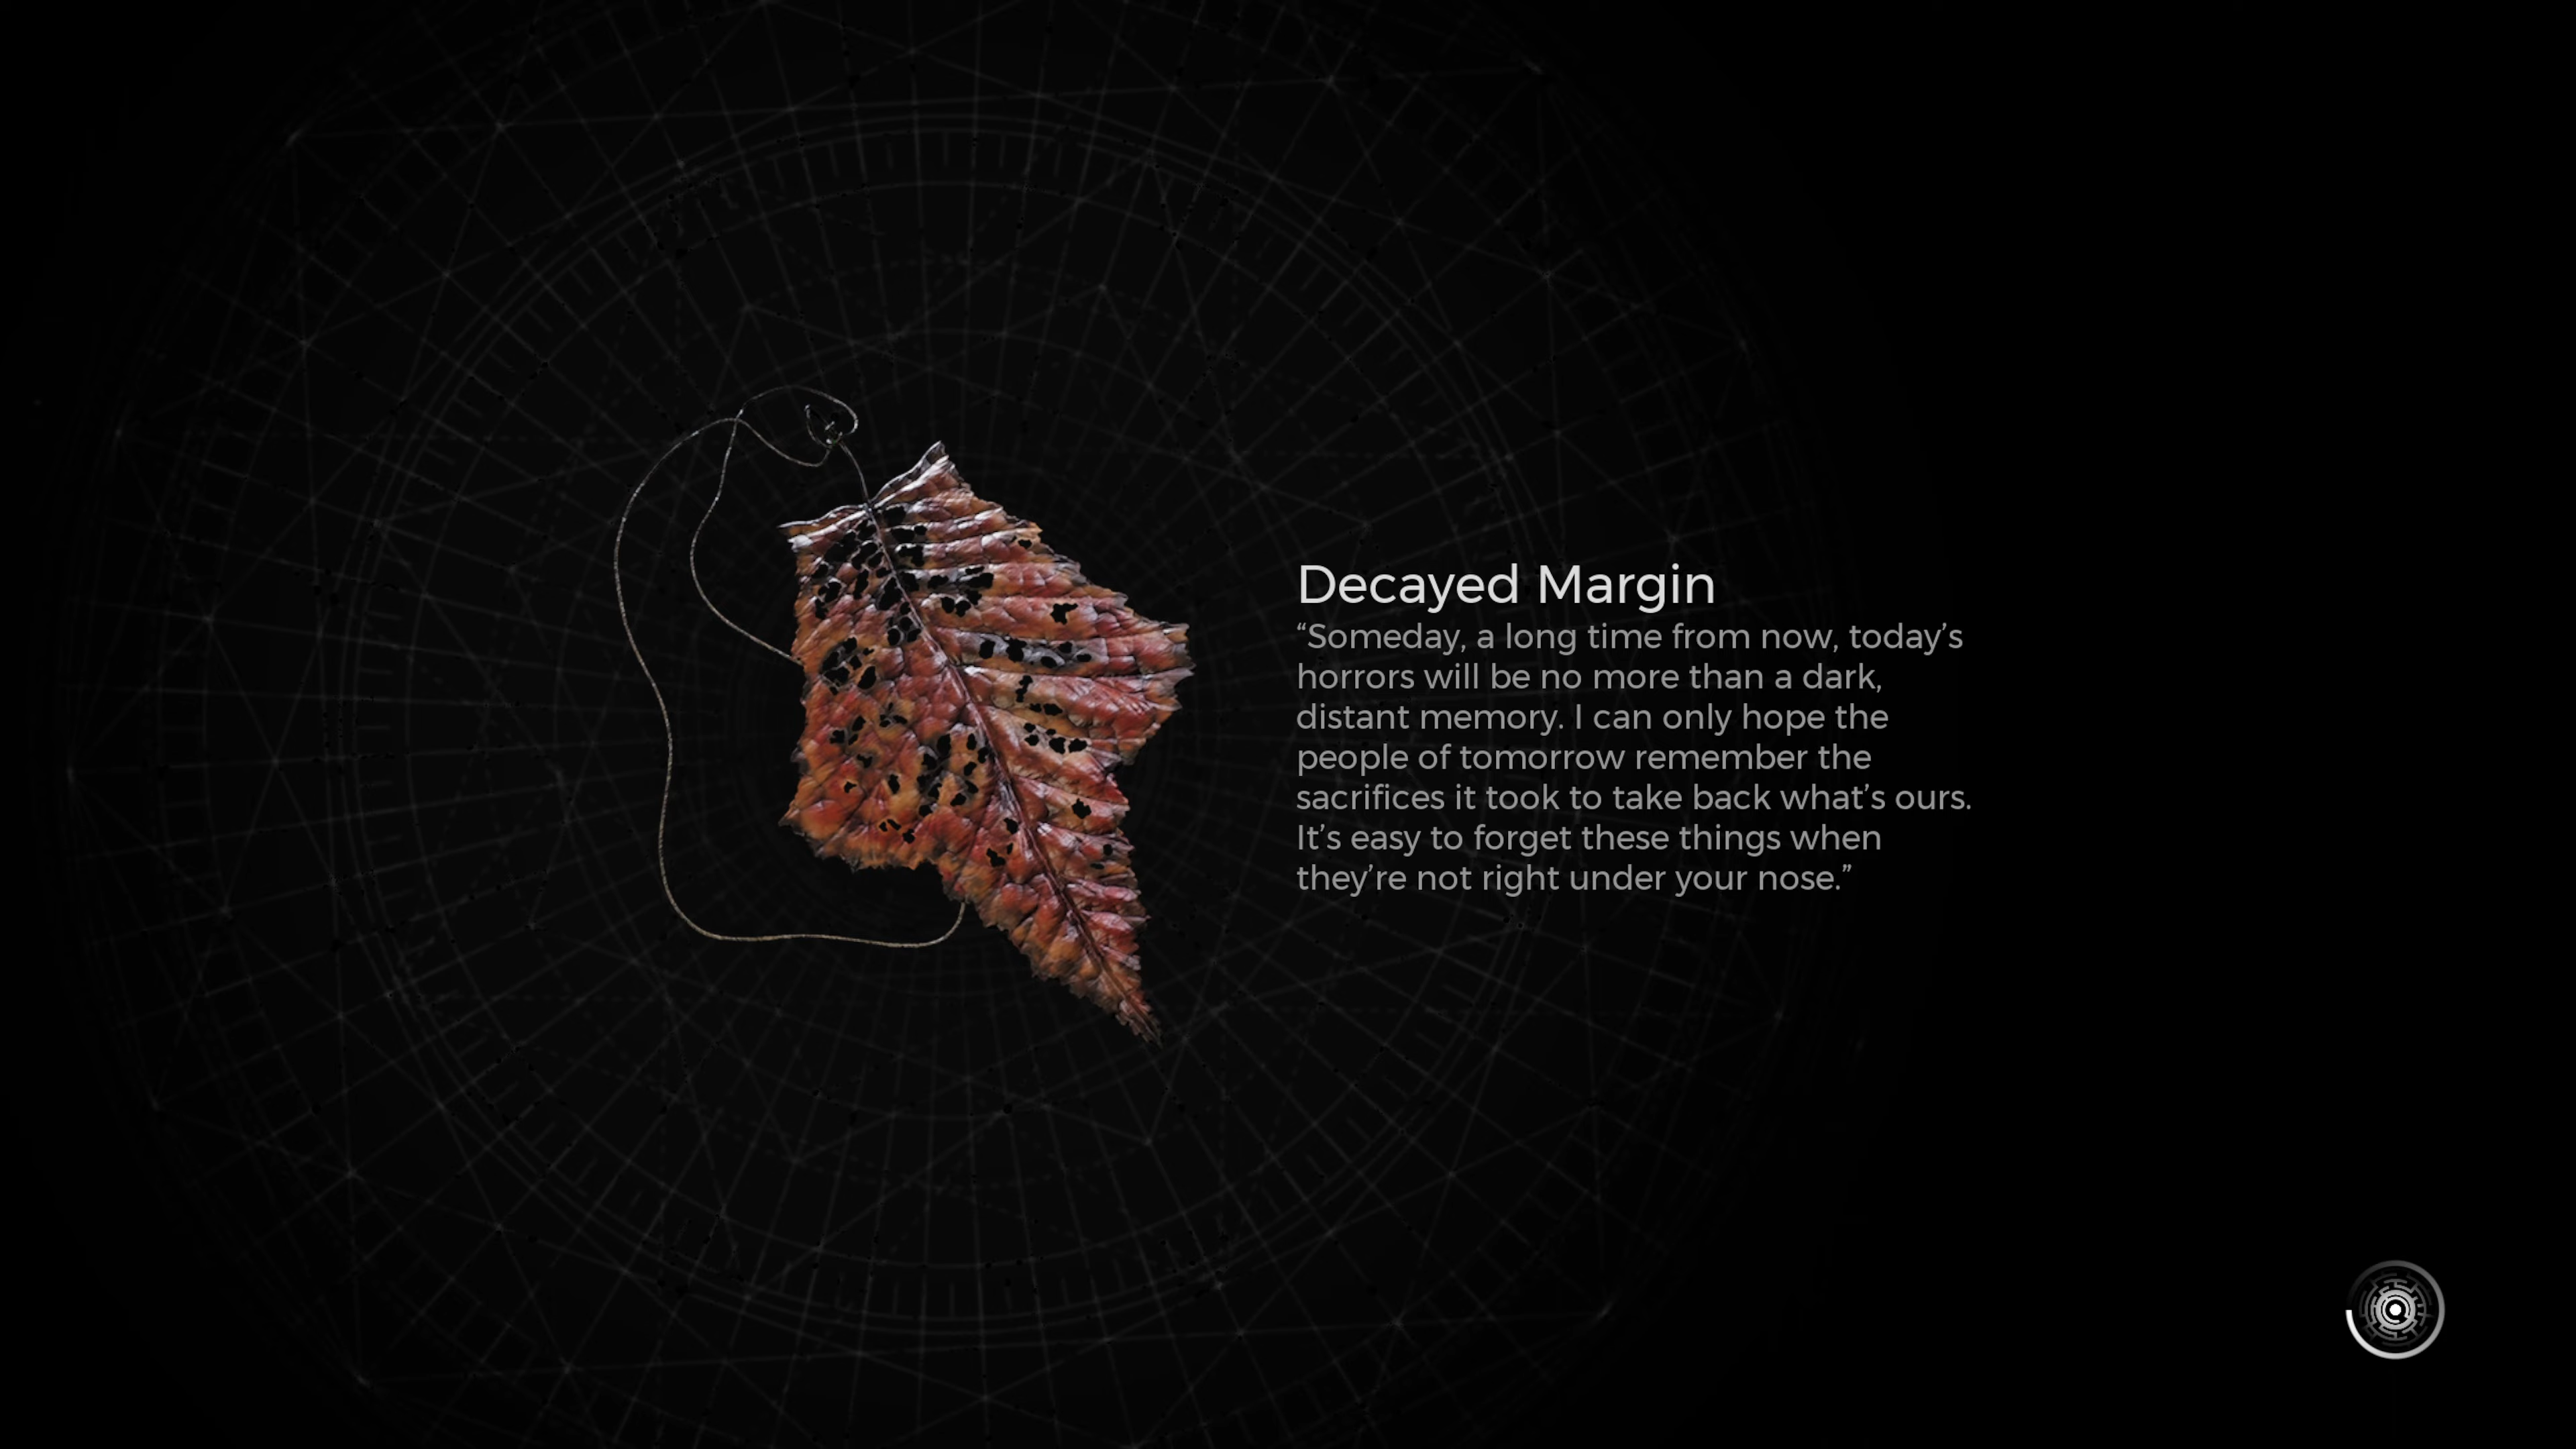 Decayed Margin
“Someday, a long time from now, today’s
horrors will be no more than a dark,
distant memory. I can only hope the
people of tomorrow remember the
sacrifices it took to take back what’s ours.
It’s easy to forget these things when
they’re not right under your nose.”